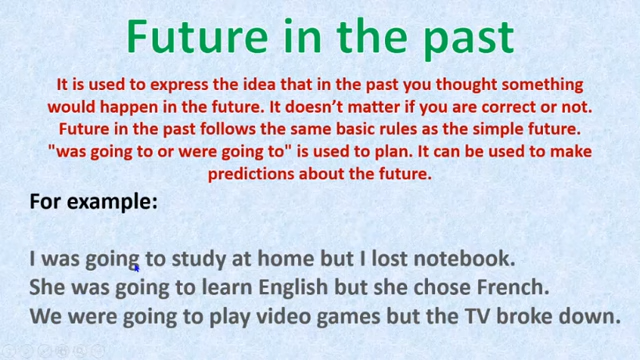 Future in the past
It is used to express the idea that in the past you thought something
would happen in the future. It doesn’t matter if you are correct or not.
Future in the past follows the same basic rules as the simple future.
"was going to or were going to" is used to plan. It can be used to make
predictions about the future.
For example:
I was going to study at home but I lost notebook.
She was going to learn English but she chose French.
We were going to play video games but the TV broke down.